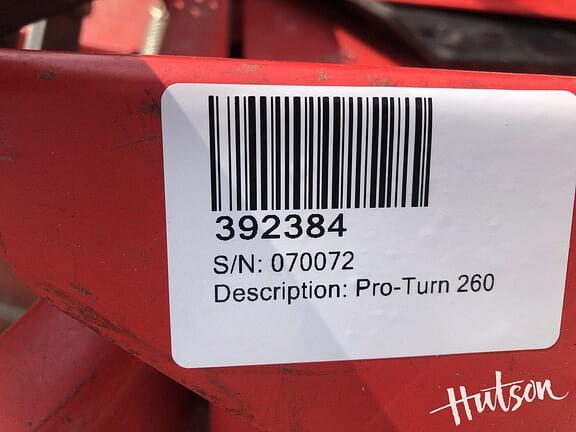 392384
S/N: 070072
Description: Pro-Turn 260
Hutson